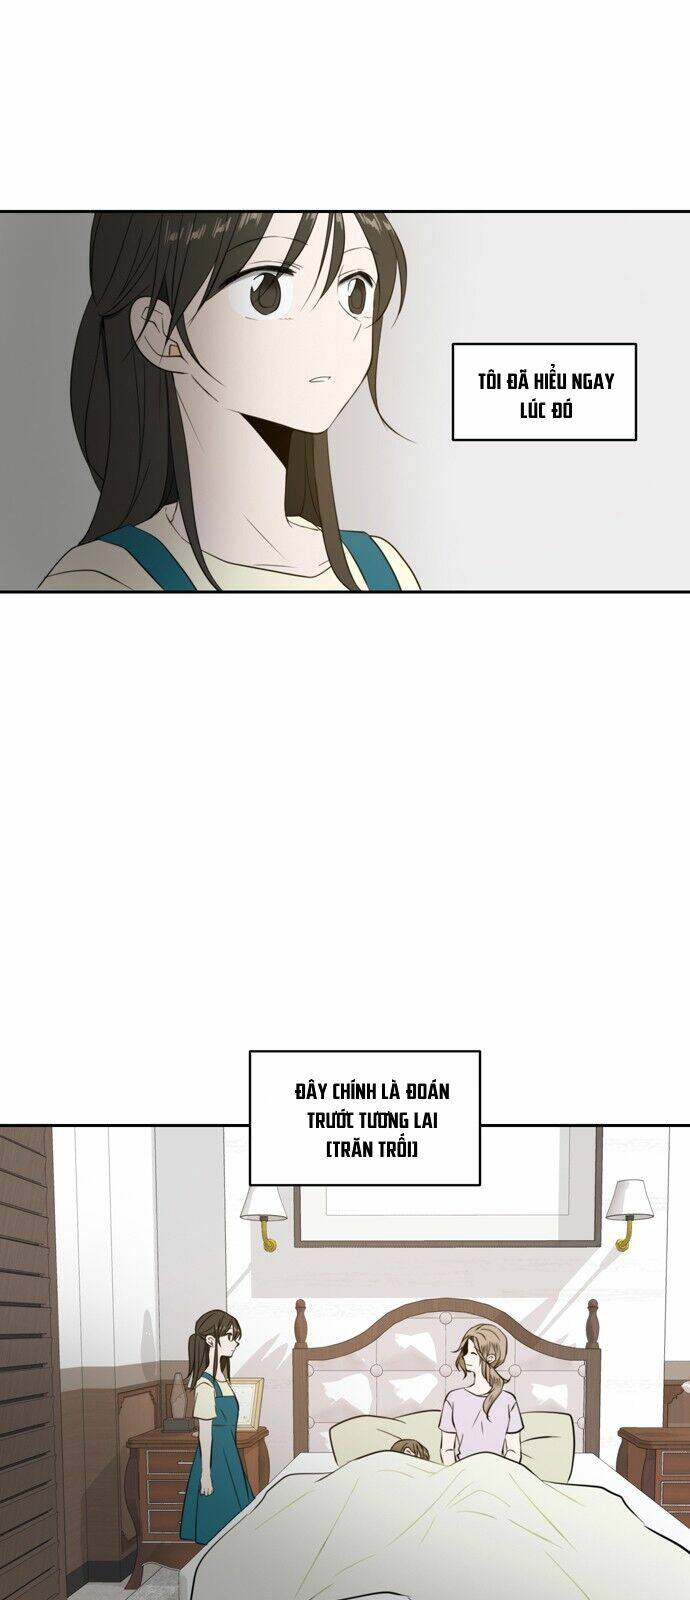 TÔI ĐÃ HIỂU NGAY
LÚC ĐÓ
ĐÂY CHÍNH LÀ ĐOÁN
TRƯỚC TƯƠNG LAI
[TRĂN TRỐI]